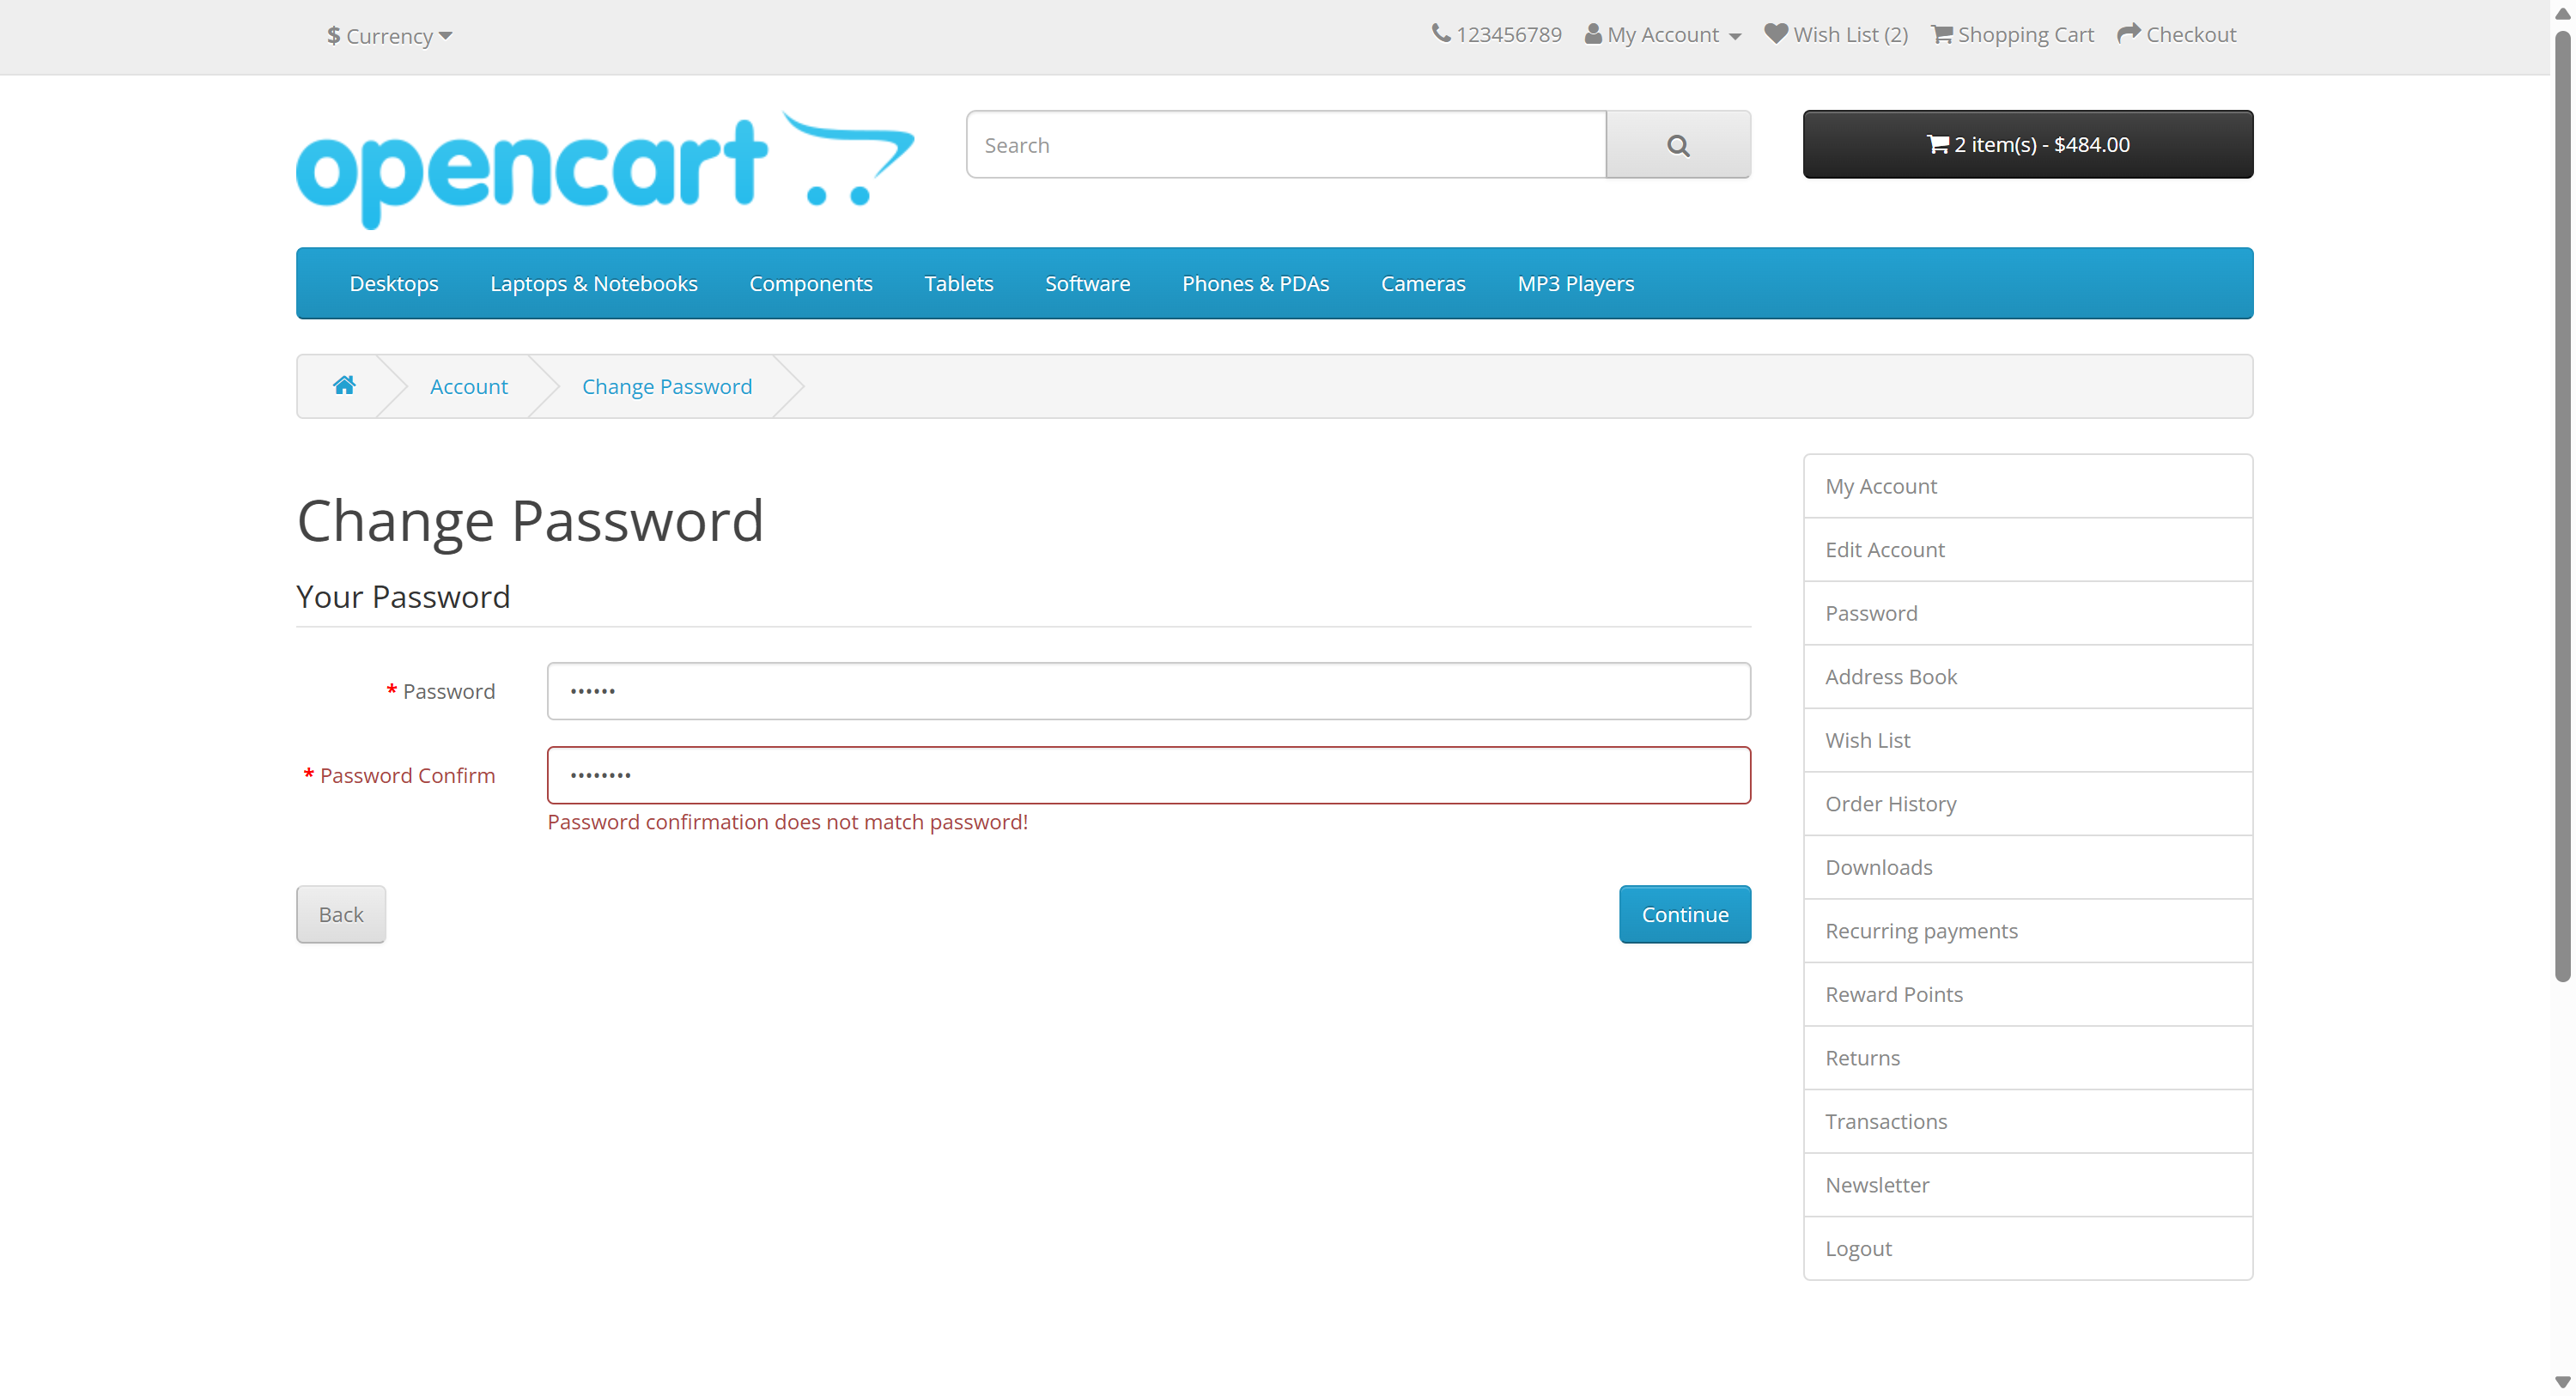 $ Currency
123456789 My Account Wish List (2) Shopping Cart Checkout
opencart
Search
2 item(s) - $484.00
Desktops Laptops & Notebooks Components Tablets Software Phones & PDAs Cameras MP3 Players
Account Change Password
Change Password
Your Password
* Password ••••••
* Password Confirm ••••••••
Password confirmation does not match password!
Back Continue
My Account
Edit Account
Password
Address Book
Wish List
Order History
Downloads
Recurring payments
Reward Points
Returns
Transactions
Newsletter
Logout